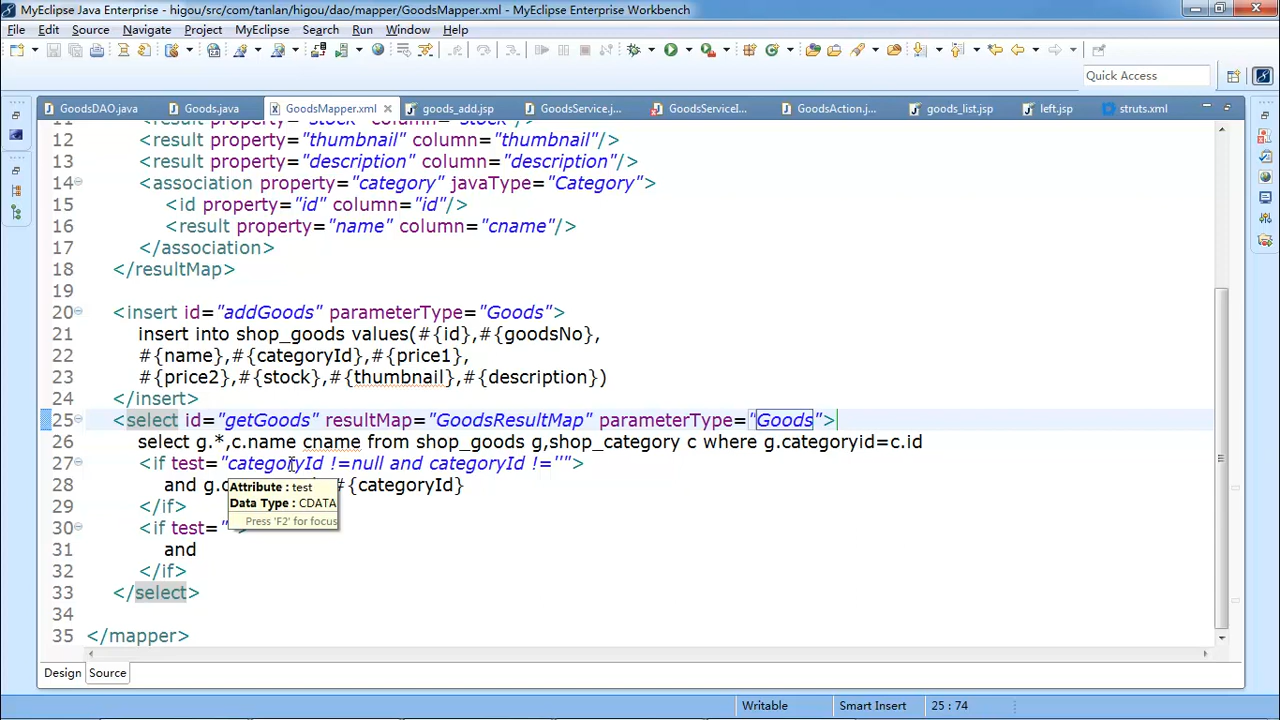 MyEclipse Java Enterprise - higou/src/com/tanlan/higou/dao/mapper/GoodsMapper.xml - MyEclipse Enterprise Workbench
File Edit Source Navigate Project MyEclipse Search Run Window Help
Quick Access
GoodsDAO.java Goods.java GoodsMapper.xml goods_add.jsp GoodsService.j... GoodsServiceI... GoodsAction.j... goods_list.jsp left.jsp struts.xml
11 <result property="stock" column="stock"/>
12 <result property="thumbnail" column="thumbnail"/>
13 <result property="description" column="description"/>
14 <association property="category" javaType="Category">
15 <id property="id" column="id"/>
16 <result property="name" column="cname"/>
17 </association>
18 </resultMap>
19
20 <insert id="addGoods" parameterType="Goods">
21 insert into shop_goods values(#{id},#{goodsNo},
22 #{name},#{categoryId},#{price1},
23 #{price2},#{stock},#{thumbnail},#{description})
24 </insert>
25 <select id="getGoods" resultMap="GoodsResultMap" parameterType="Goods">
26 select g.*,c.name cname from shop_goods g,shop_category c where g.categoryid=c.id
27 <if test="categoryId !=null and categoryId !=''">
28 and g.c #{categoryId}
Attribute : test
Data Type : CDATA
Press 'F2' for focus
29 </if>
30 <if test=" ">
31 and
32 </if>
33 </select>
34
35 </mapper>
Design Source
Writable Smart Insert 25 : 74